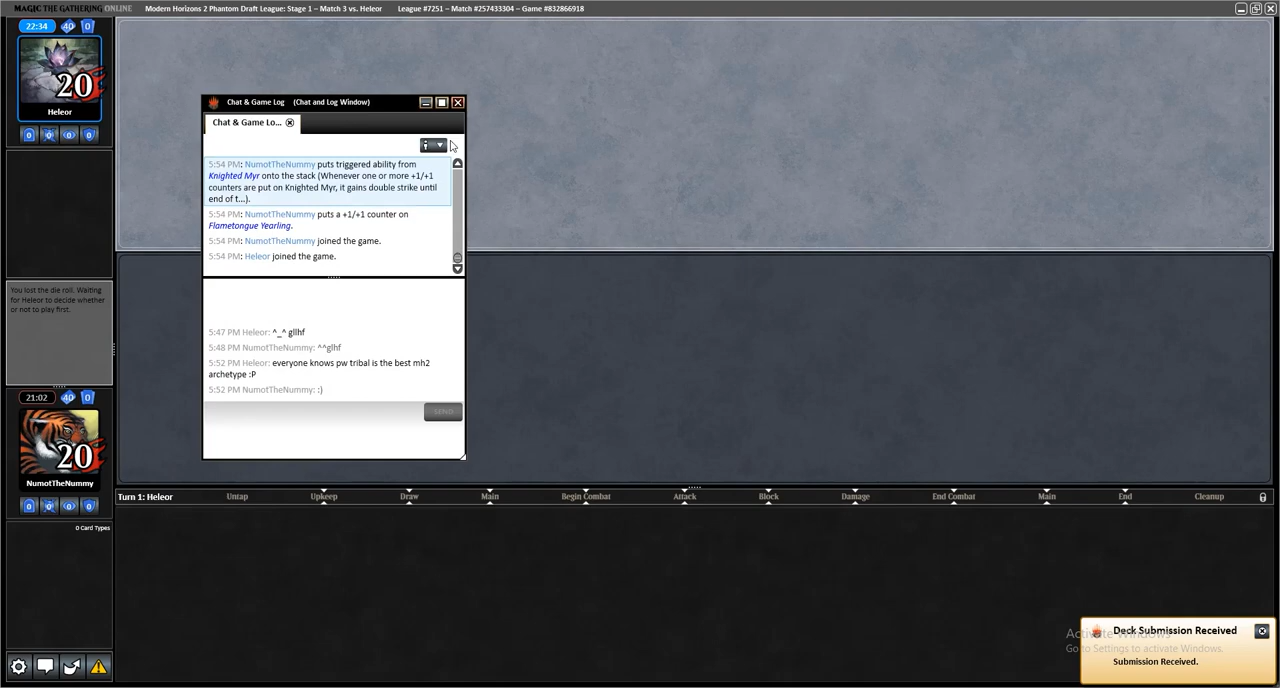 MAGIC THE GATHERING ONLINE
Modern Horizons 2 Phantom Draft League: Stage 1 – Match 3 vs. Heleor
League #7251 – Match #257433304 – Game #832866918
22:34
40
0
20
Heleor
0
0
0
0
You lost the die roll. Waiting
for Heleor to decide whether
or not to play first.
21:02
40
0
20
NumotTheNummy
0
0
0
0
0 Card Types
Chat & Game Log (Chat and Log Window)
Chat & Game Lo...
5:54 PM: NumotTheNummy puts triggered ability from
Knighted Myr onto the stack (Whenever one or more +1/+1
counters are put on Knighted Myr, it gains double strike until
end of t...).
5:54 PM: NumotTheNummy puts a +1/+1 counter on
Flametongue Yearling.
5:54 PM: NumotTheNummy joined the game.
5:54 PM: Heleor joined the game.
5:47 PM Heleor: ^_^ gllhf
5:48 PM NumotTheNummy: ^^glhf
5:52 PM Heleor: everyone knows pw tribal is the best mh2
archetype :P
5:52 PM NumotTheNummy: :)
SEND
Turn 1: Heleor
Untap
Upkeep
Draw
Main
Begin Combat
Attack
Block
Damage
End Combat
Main
End
Cleanup
Deck Submission Received
Submission Received.
Activate Windows
Go to Settings to activate Windows.